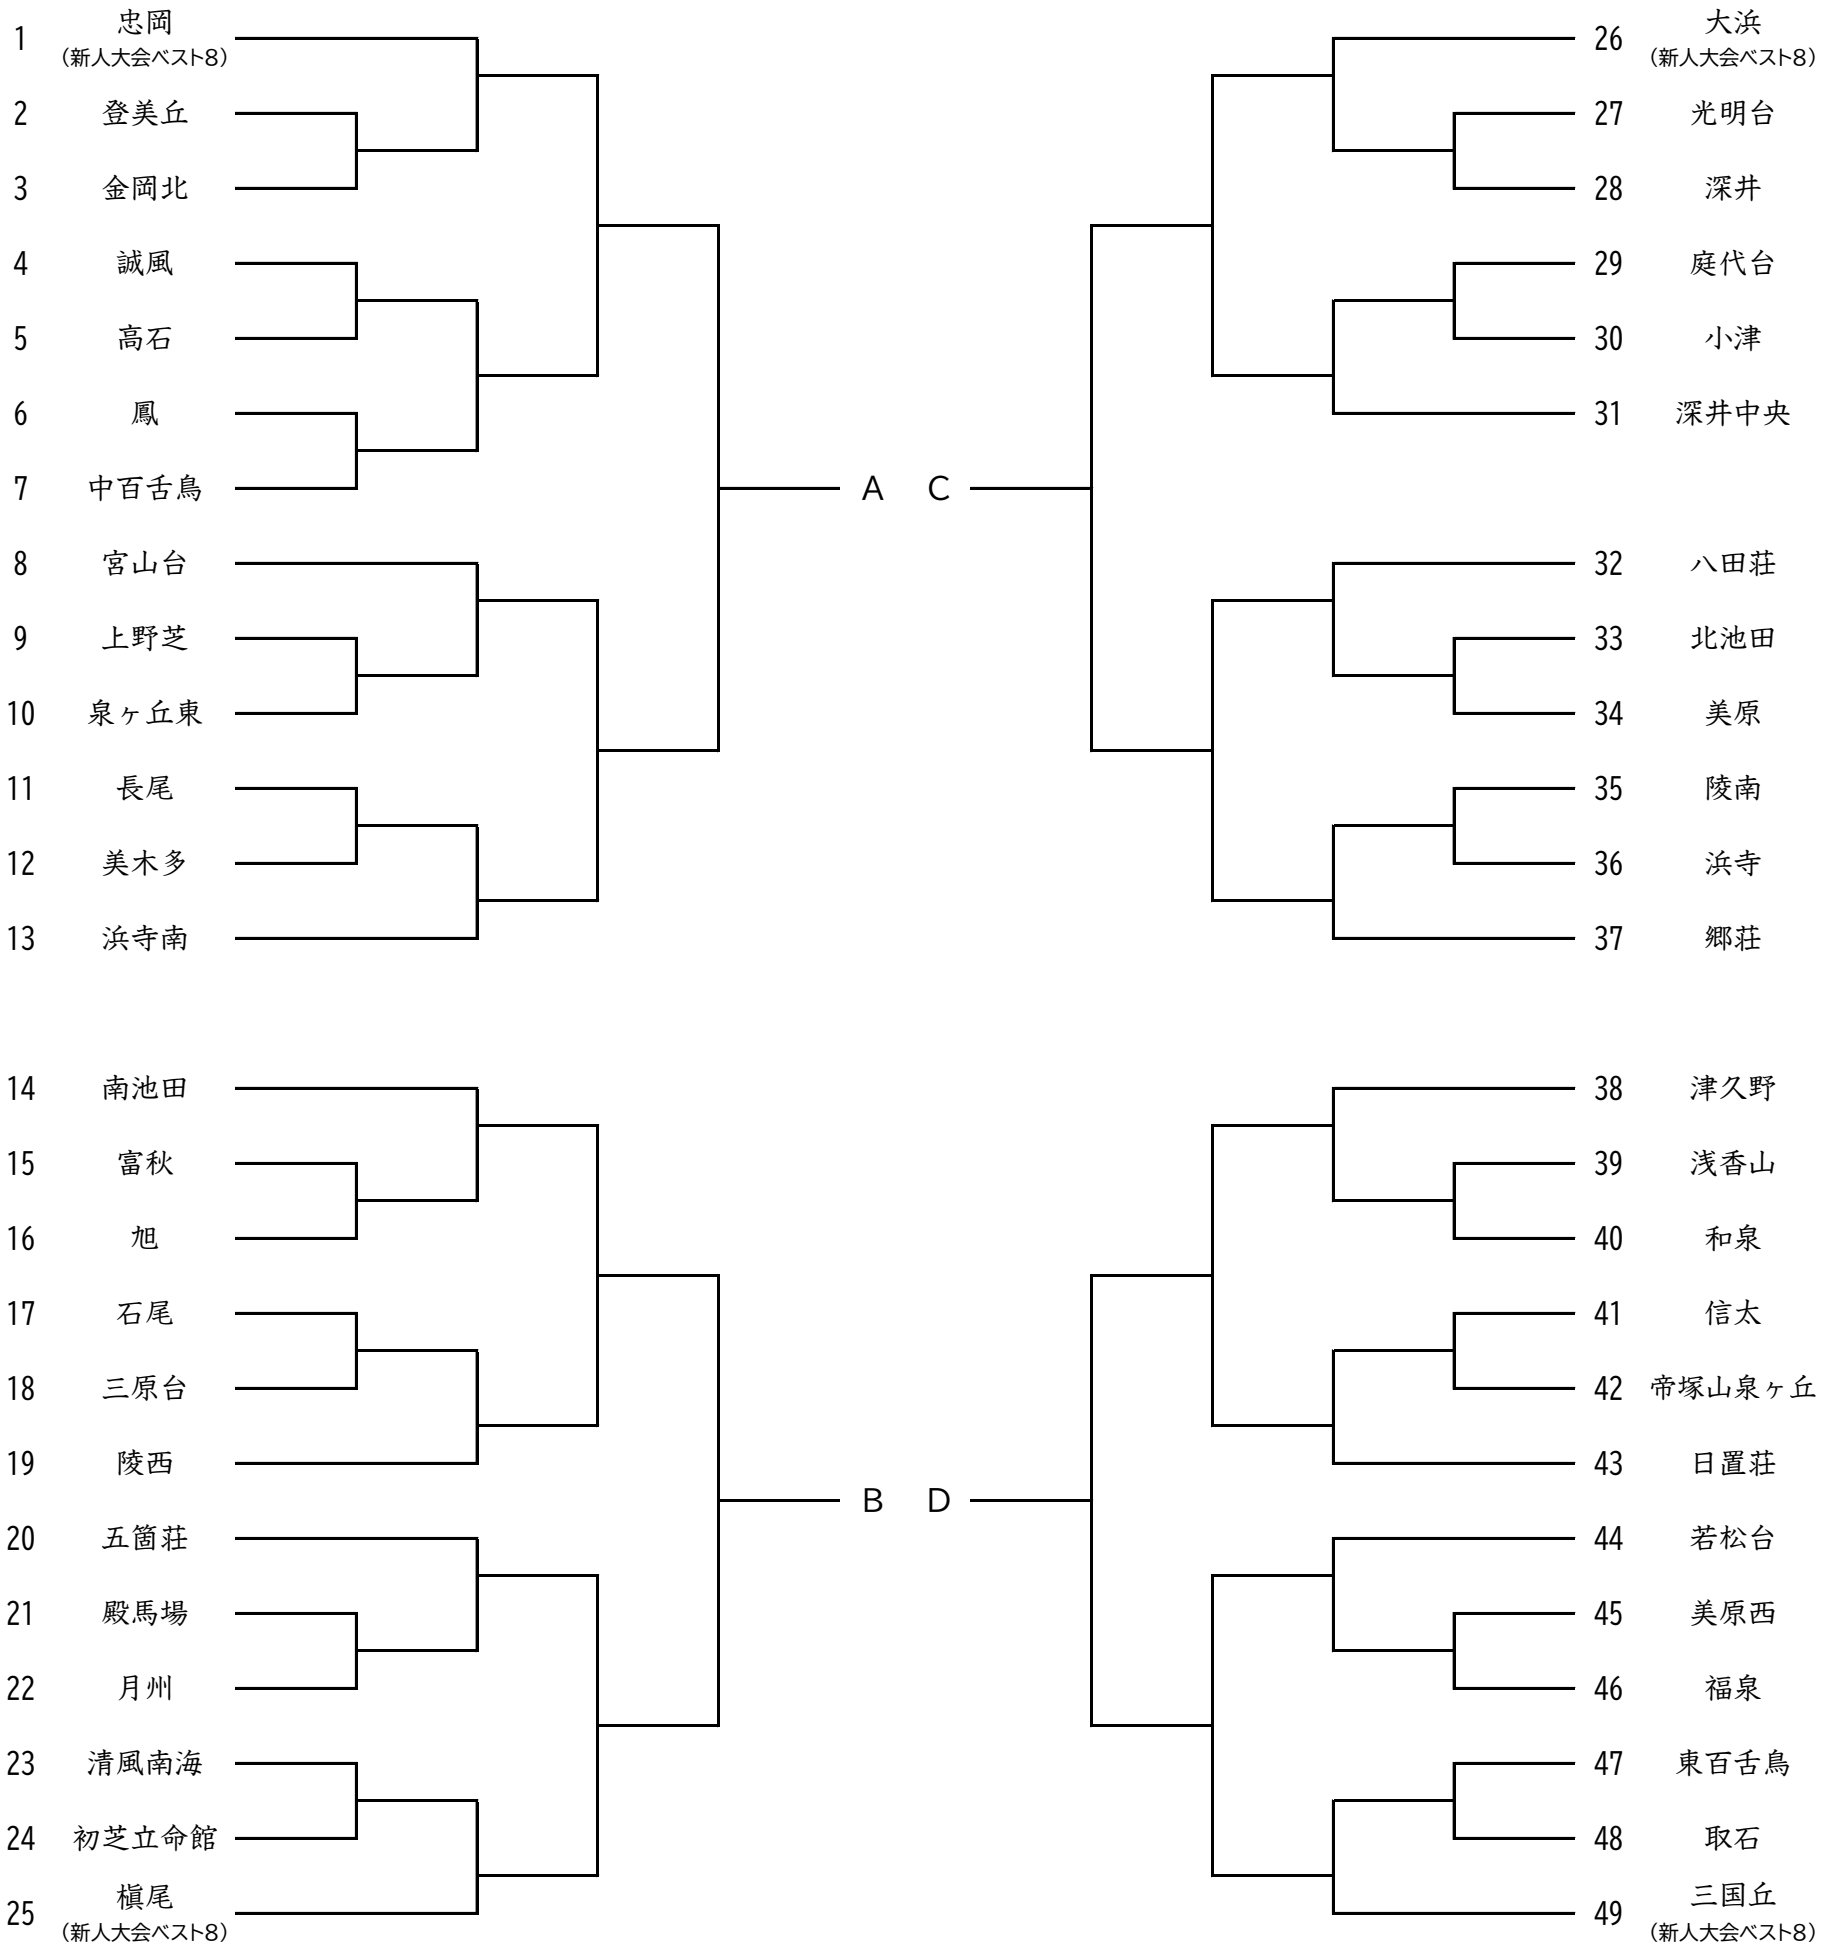 1 忠岡
（新人大会ベスト8）
2 登美丘
3 金岡北
4 誠風
5 高石
6 鳳
7 中百舌鳥
8 宮山台
9 上野芝
10 泉ヶ丘東
11 長尾
12 美木多
13 浜寺南
14 南池田
15 富秋
16 旭
17 石尾
18 三原台
19 陵西
20 五箇荘
21 殿馬場
22 月州
23 清風南海
24 初芝立命館
25 槇尾
（新人大会ベスト8）
A C
B D
26 大浜
（新人大会ベスト8）
27 光明台
28 深井
29 庭代台
30 小津
31 深井中央
32 八田荘
33 北池田
34 美原
35 陵南
36 浜寺
37 郷荘
38 津久野
39 浅香山
40 和泉
41 信太
42 帝塚山泉ヶ丘
43 日置荘
44 若松台
45 美原西
46 福泉
47 東百舌鳥
48 取石
49 三国丘
（新人大会ベスト8）